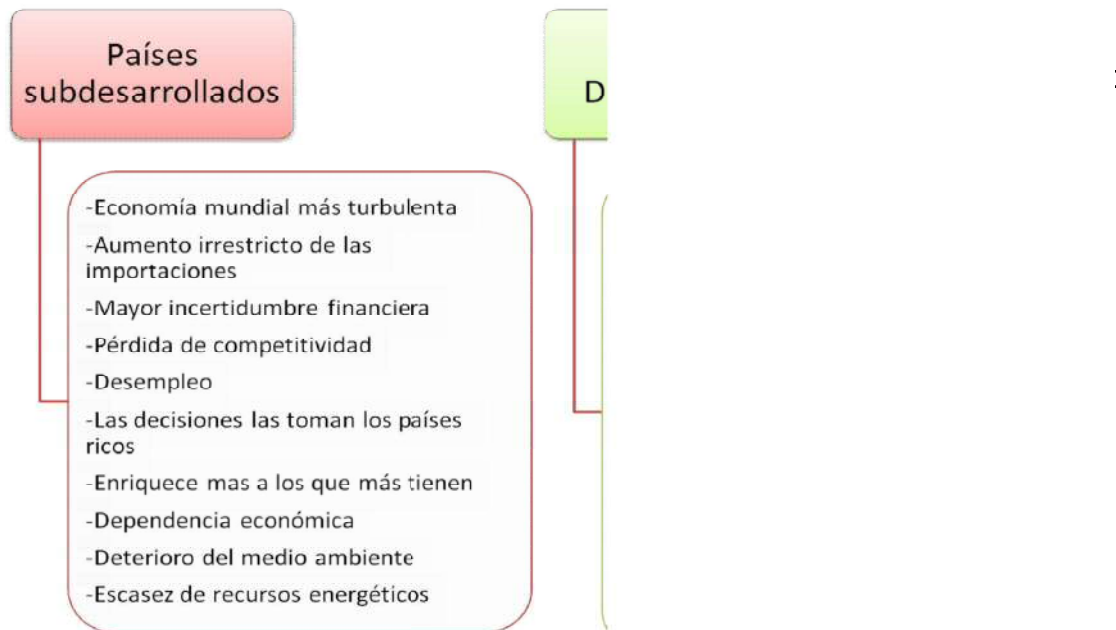 Países
subdesarrollados
D
-Economía mundial más turbulenta
-Aumento irrestricto de las
importaciones
-Mayor incertidumbre financiera
-Pérdida de competitividad
-Desempleo
-Las decisiones las toman los países
ricos
-Enriquece mas a los que más tienen
-Dependencia económica
-Deterioro del medio ambiente
-Escasez de recursos energéticos